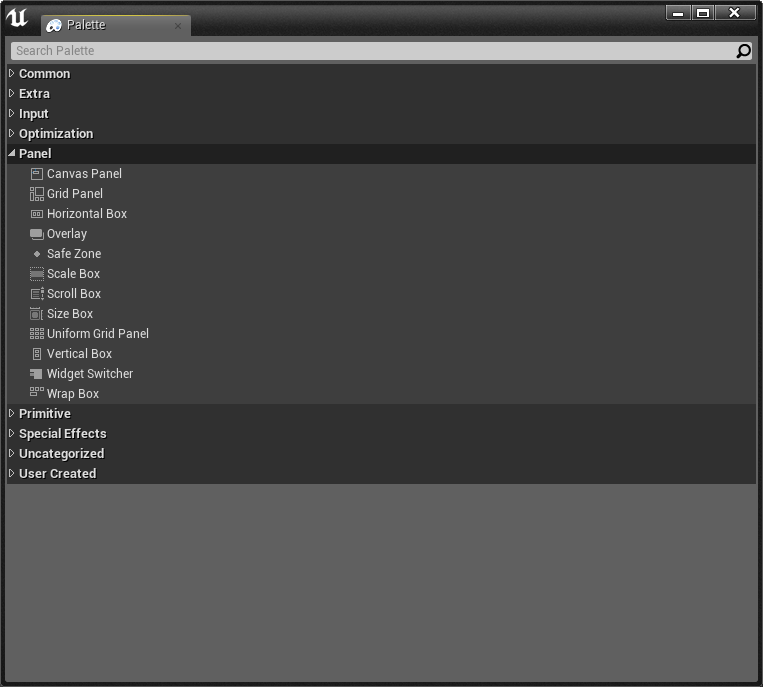 Palette
Search Palette
Common
Extra
Input
Optimization
Panel
Canvas Panel
Grid Panel
Horizontal Box
Overlay
Safe Zone
Scale Box
Scroll Box
Size Box
Uniform Grid Panel
Vertical Box
Widget Switcher
Wrap Box
Primitive
Special Effects
Uncategorized
User Created